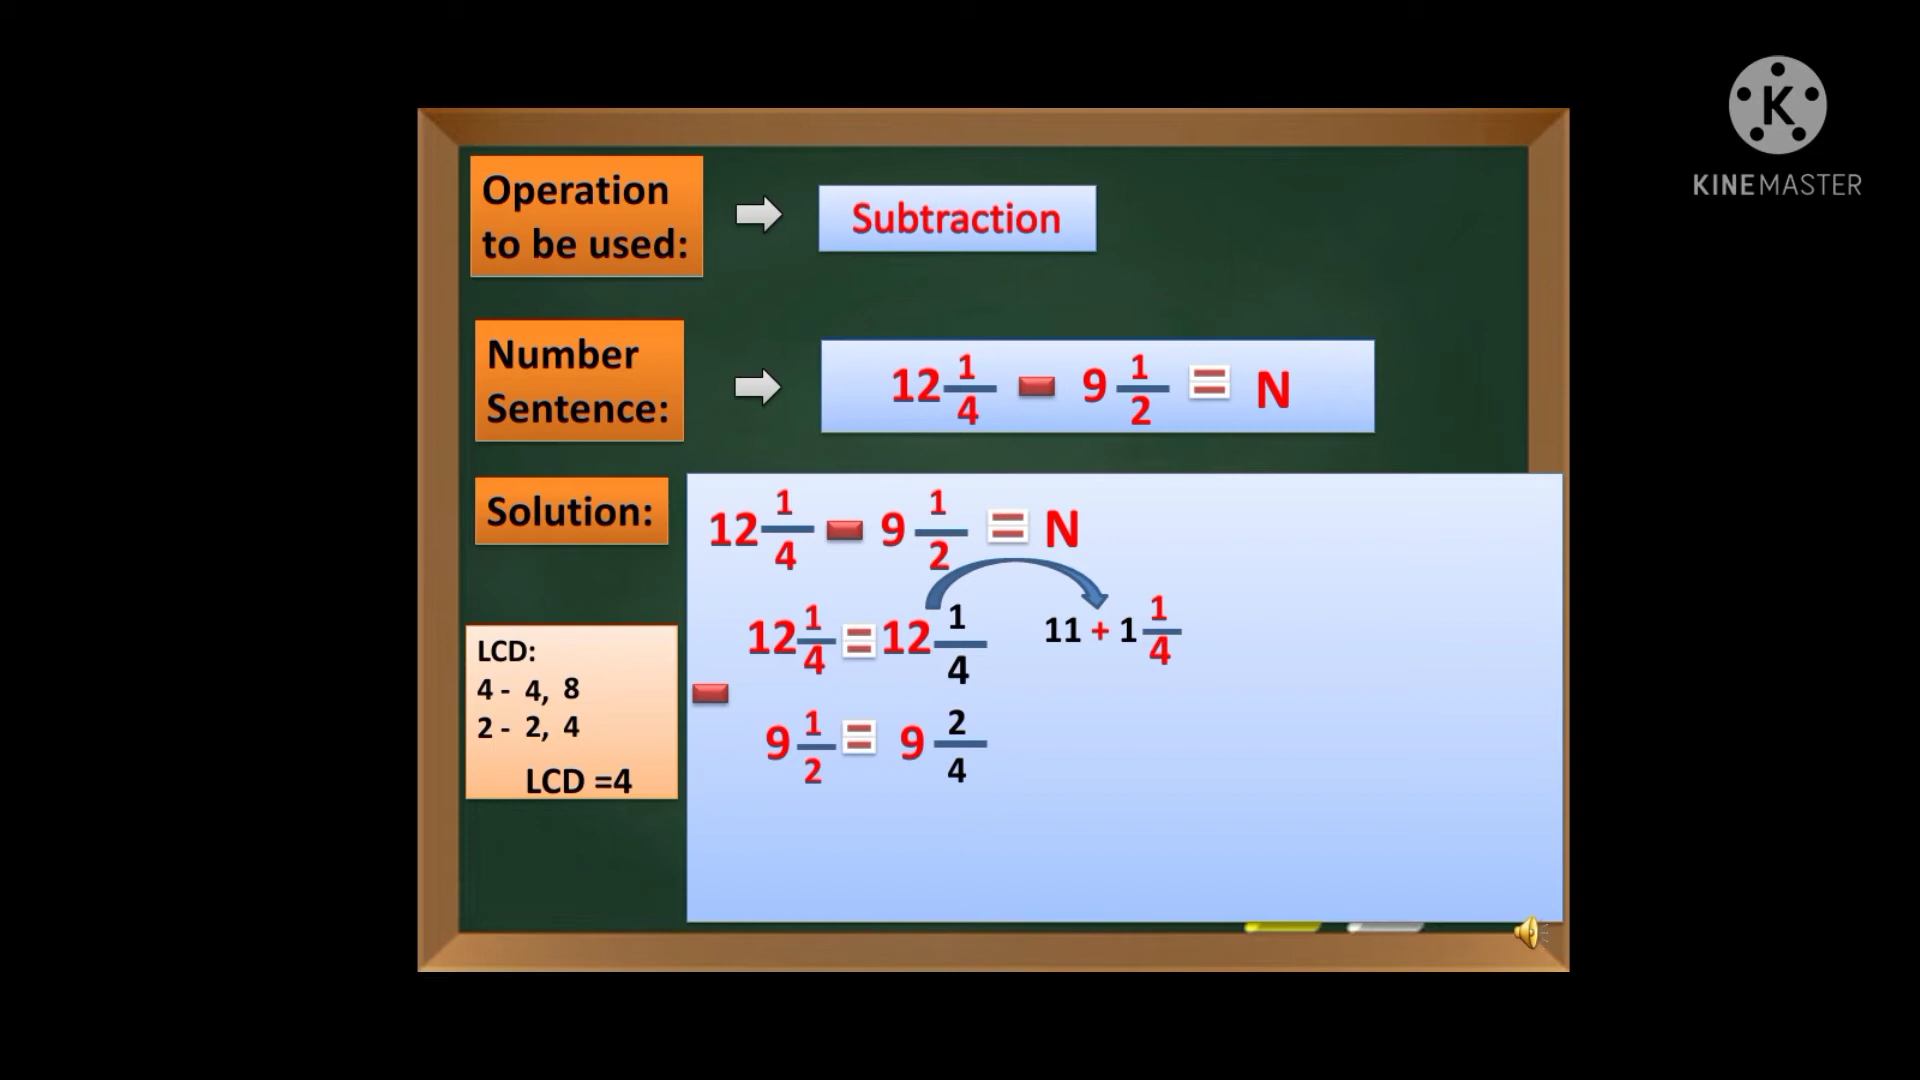 K
KINEMASTER
Operation
to be used:
Subtraction
Number
Sentence:
12 1/4 - 9 1/2 = N
Solution:
12 1/4 - 9 1/2 = N
12 1/4 = 12 1/4
11 + 1 1/4
-
9 1/2 = 9 2/4
LCD:
4 - 4, 8
2 - 2, 4
LCD =4